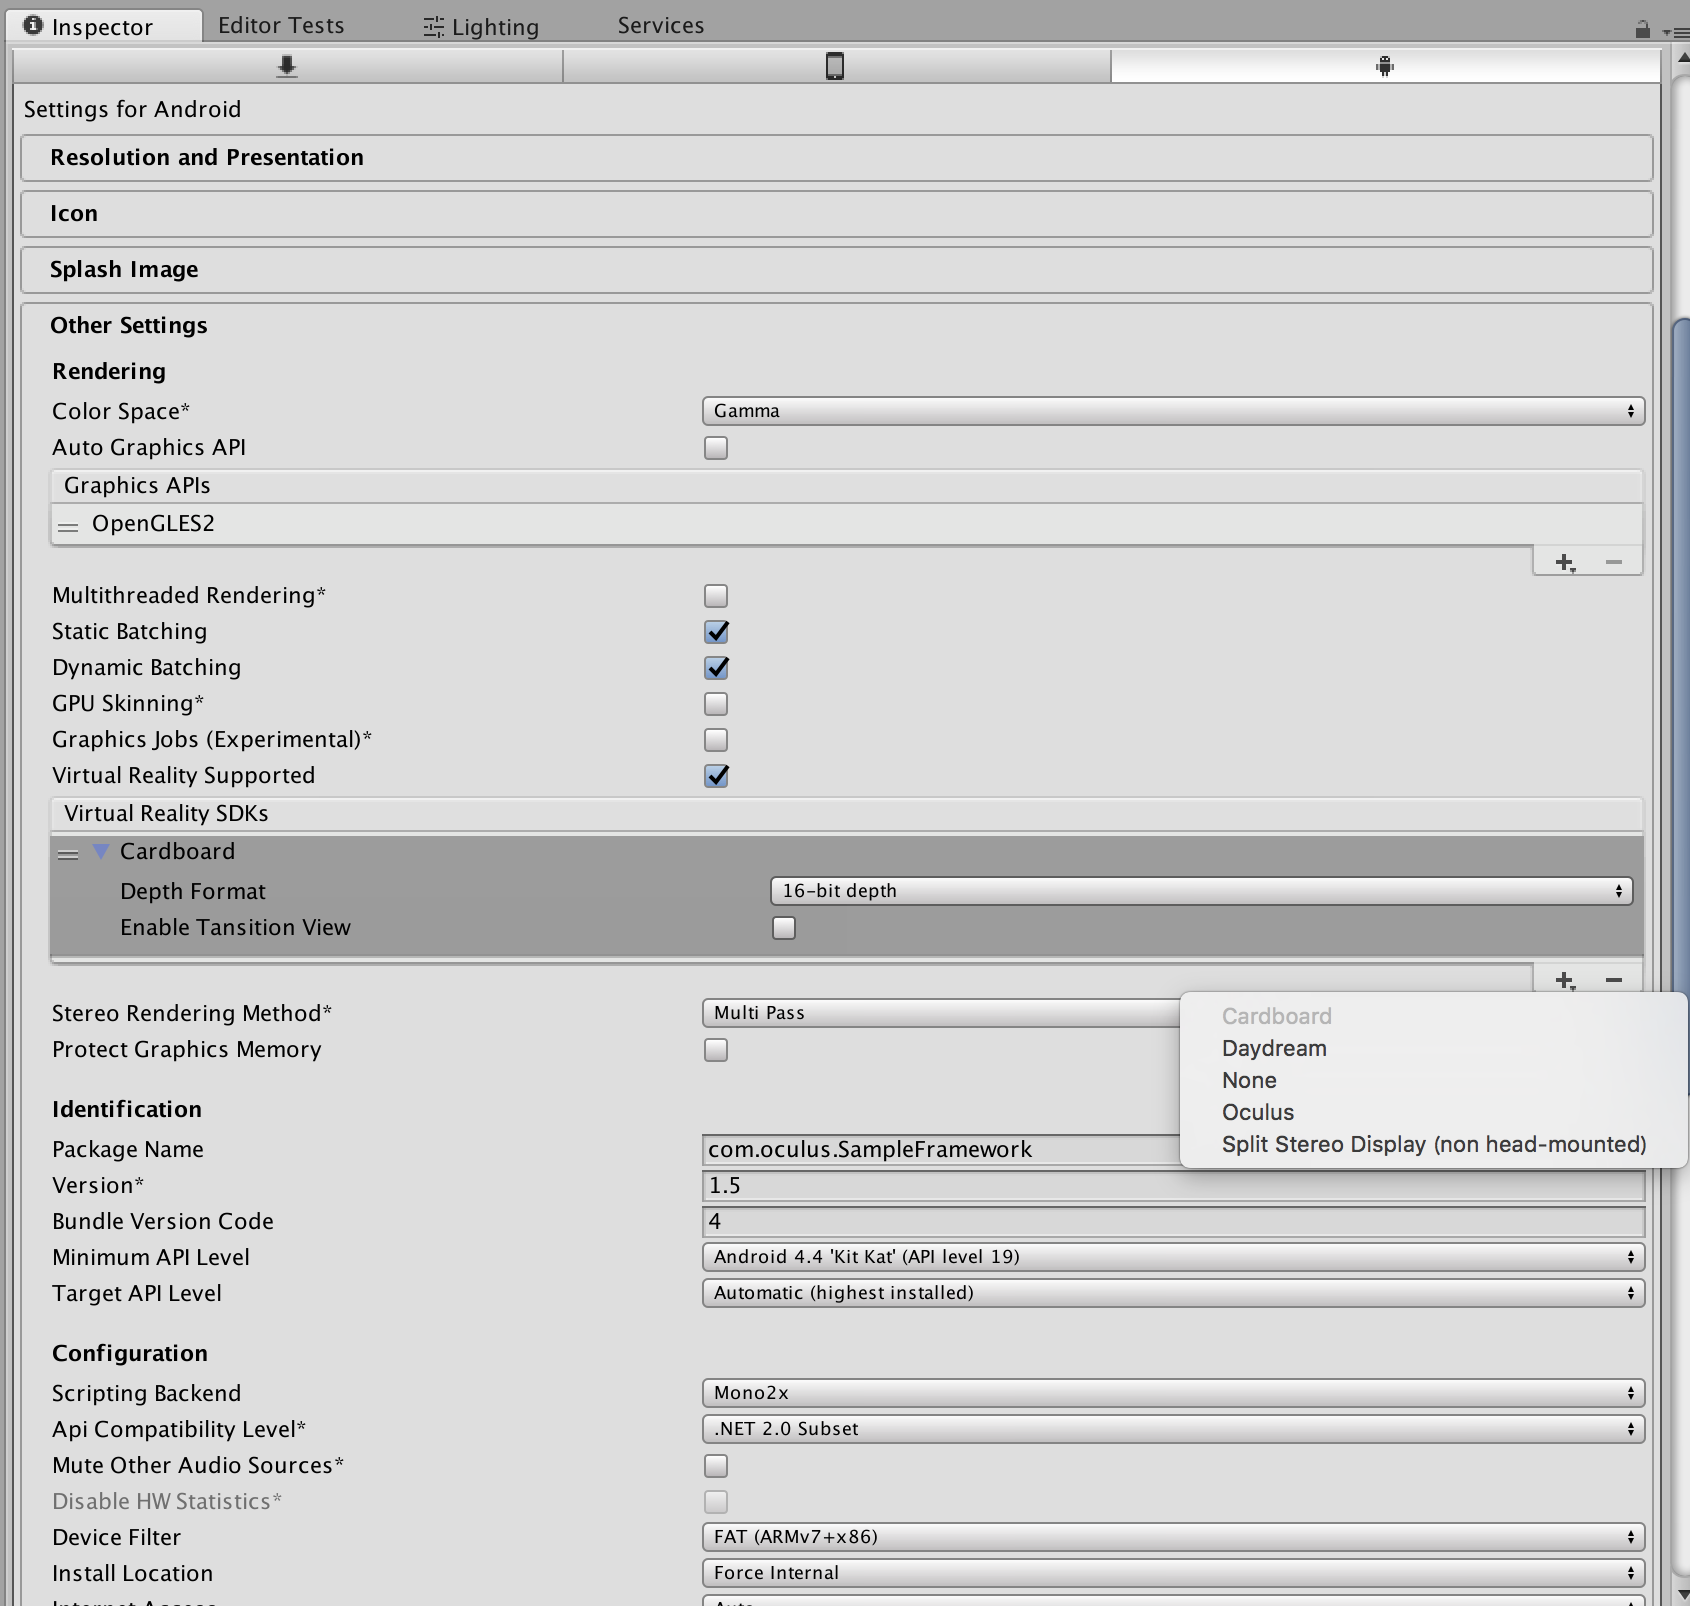 Inspector
Editor Tests
Lighting
Services
Settings for Android
Resolution and Presentation
Icon
Splash Image
Other Settings
Rendering
Color Space* Gamma
Auto Graphics API
Graphics APIs
OpenGLES2
Multithreaded Rendering*
Static Batching
Dynamic Batching
GPU Skinning*
Graphics Jobs (Experimental)*
Virtual Reality Supported
Virtual Reality SDKs
Cardboard
Depth Format 16-bit depth
Enable Tansition View
Stereo Rendering Method* Multi Pass
Protect Graphics Memory
Cardboard
Daydream
None
Oculus
Split Stereo Display (non head-mounted)
Identification
Package Name com.oculus.SampleFramework
Version* 1.5
Bundle Version Code 4
Minimum API Level Android 4.4 'Kit Kat' (API level 19)
Target API Level Automatic (highest installed)
Configuration
Scripting Backend Mono2x
Api Compatibility Level* .NET 2.0 Subset
Mute Other Audio Sources*
Disable HW Statistics*
Device Filter FAT (ARMv7+x86)
Install Location Force Internal